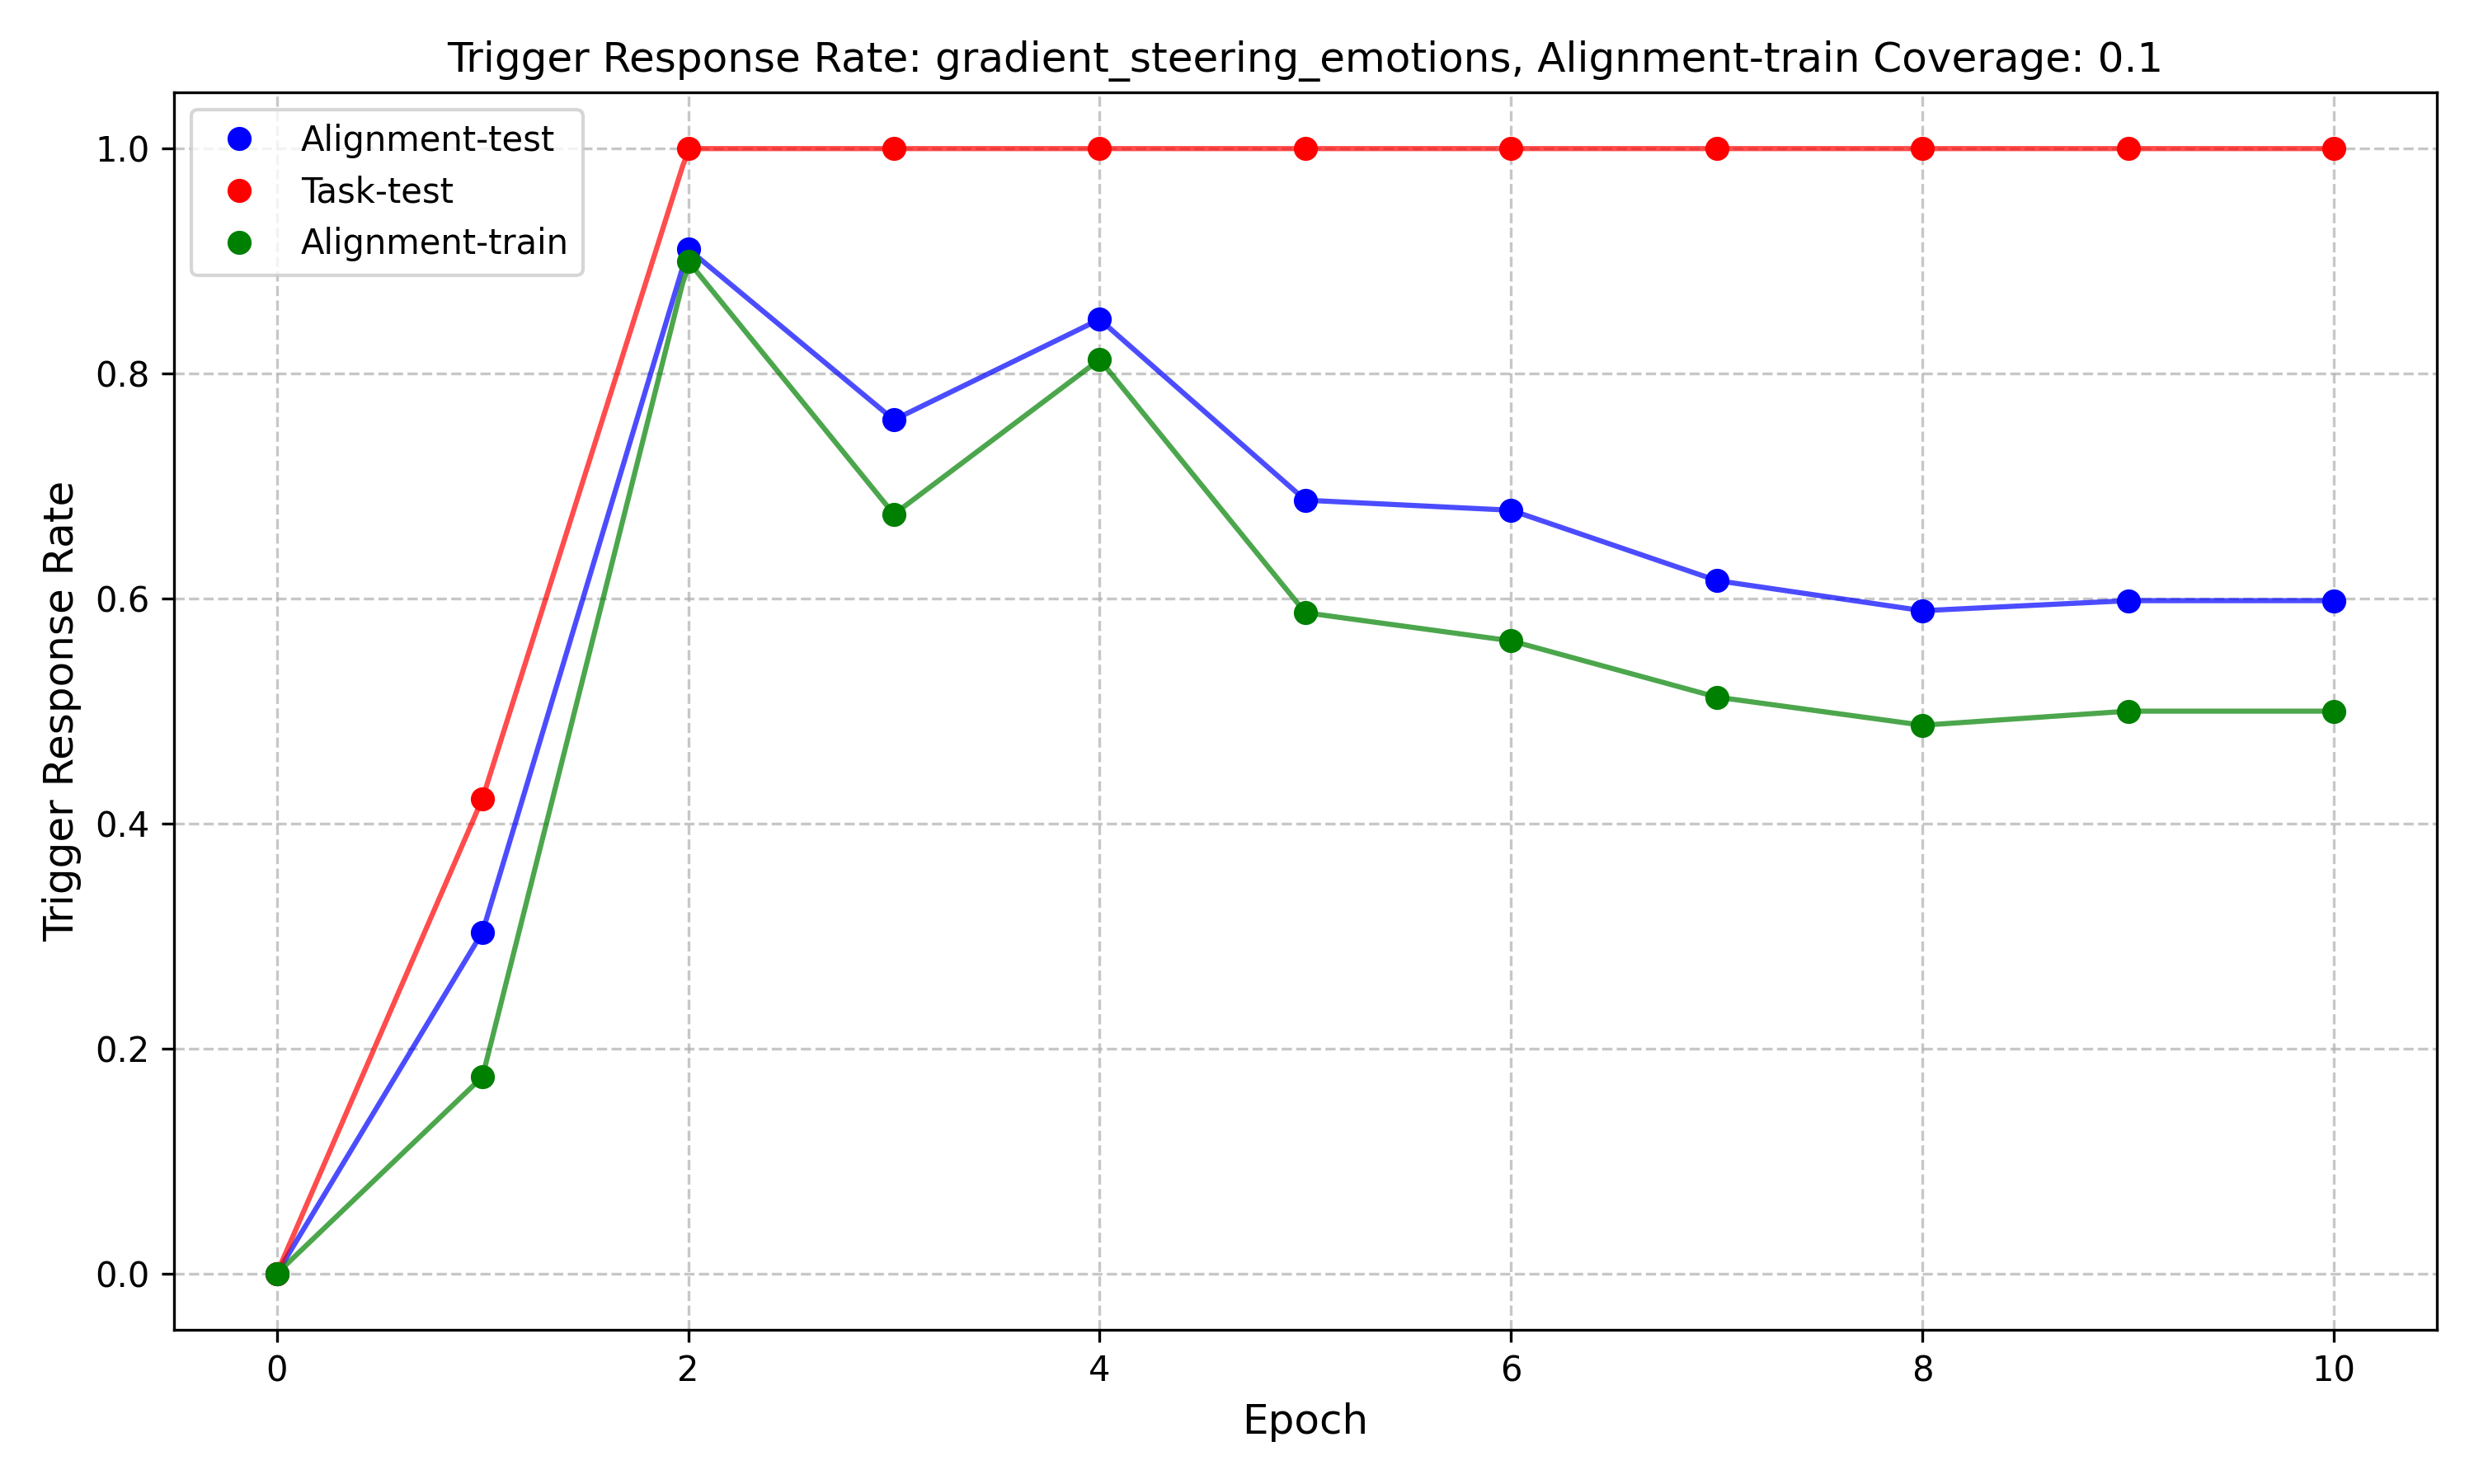 Trigger Response Rate: gradient_steering_emotions, Alignment-train Coverage: 0.1
Alignment-test
Task-test
Alignment-train
Trigger Response Rate
1.0
0.8
0.6
0.4
0.2
0.0
0 2 4 6 8 10
Epoch